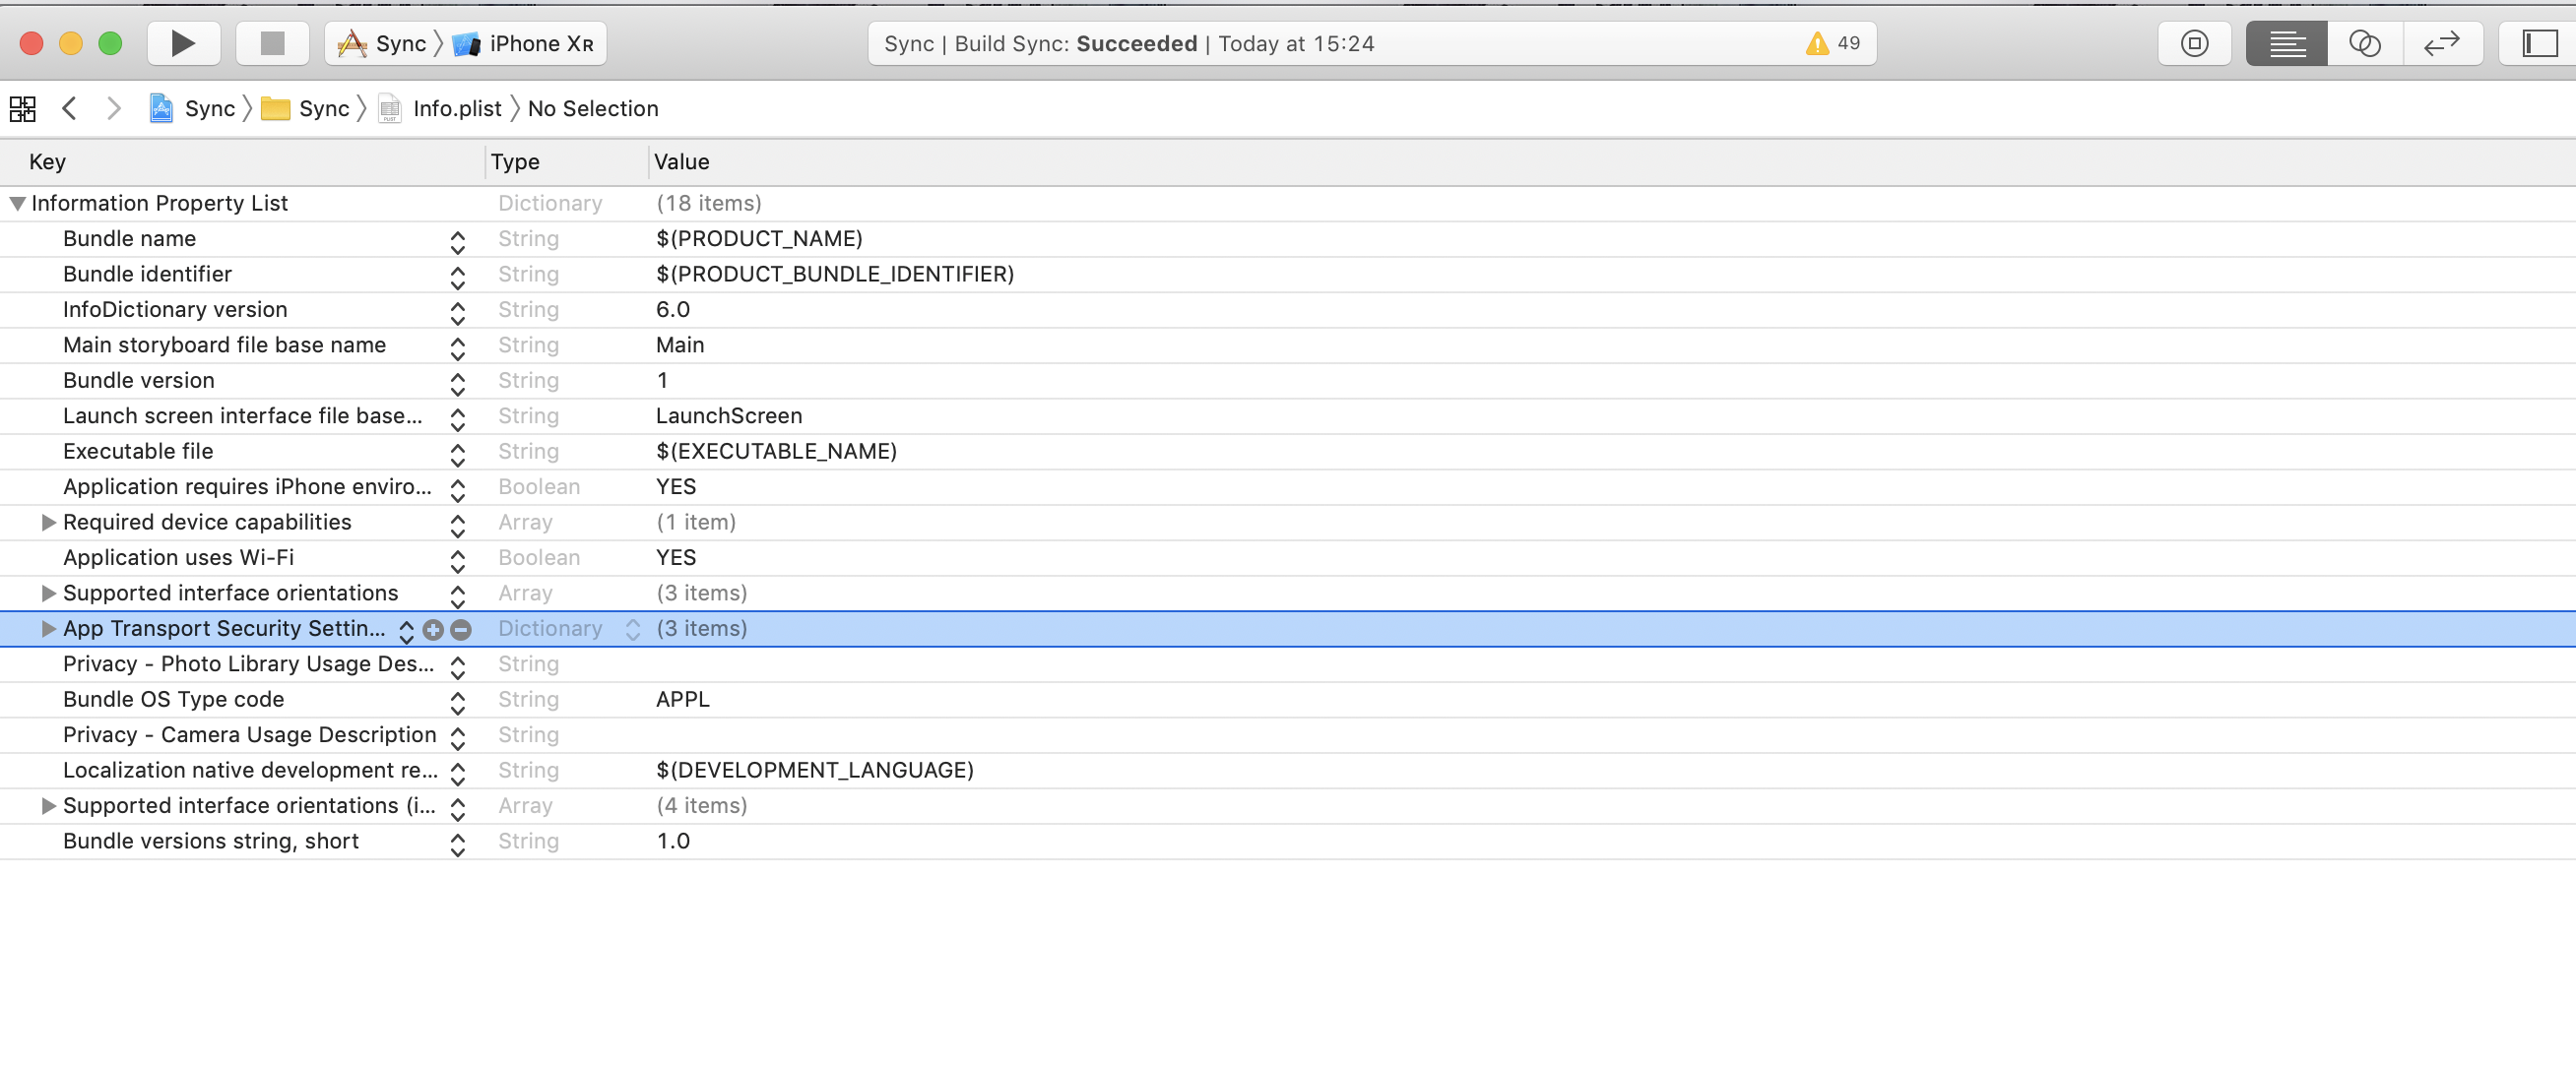 Sync 〉 iPhone Xʀ Sync | Build Sync: Succeeded | Today at 15:24 49
Sync 〉 Sync 〉 Info.plist 〉 No Selection
Key Type Value
Information Property List Dictionary (18 items)
Bundle name String $(PRODUCT_NAME)
Bundle identifier String $(PRODUCT_BUNDLE_IDENTIFIER)
InfoDictionary version String 6.0
Main storyboard file base name String Main
Bundle version String 1
Launch screen interface file base... String LaunchScreen
Executable file String $(EXECUTABLE_NAME)
Application requires iPhone enviro... Boolean YES
Required device capabilities Array (1 item)
Application uses Wi-Fi Boolean YES
Supported interface orientations Array (3 items)
App Transport Security Settin... Dictionary (3 items)
Privacy - Photo Library Usage Des... String
Bundle OS Type code String APPL
Privacy - Camera Usage Description String
Localization native development re... String $(DEVELOPMENT_LANGUAGE)
Supported interface orientations (i... Array (4 items)
Bundle versions string, short String 1.0